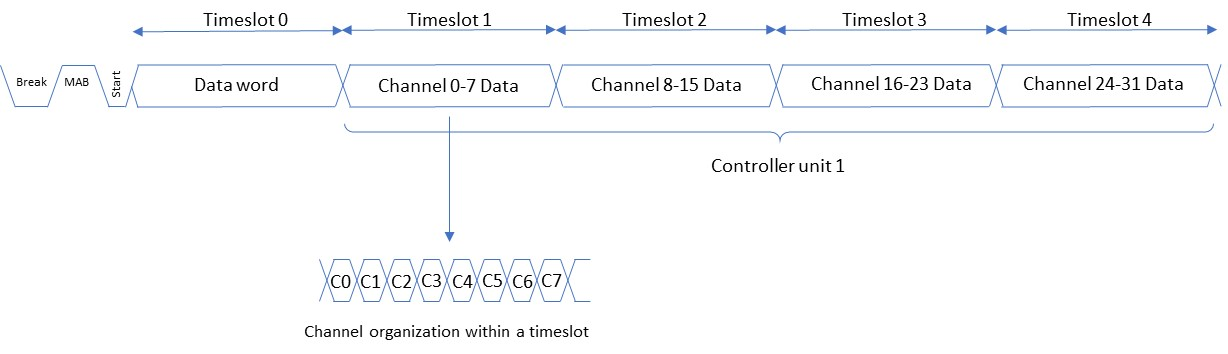 Timeslot 0 Timeslot 1 Timeslot 2 Timeslot 3 Timeslot 4
Break MAB Start Data word Channel 0-7 Data Channel 8-15 Data Channel 16-23 Data Channel 24-31 Data
Controller unit 1
C0 C1 C2 C3 C4 C5 C6 C7
Channel organization within a timeslot